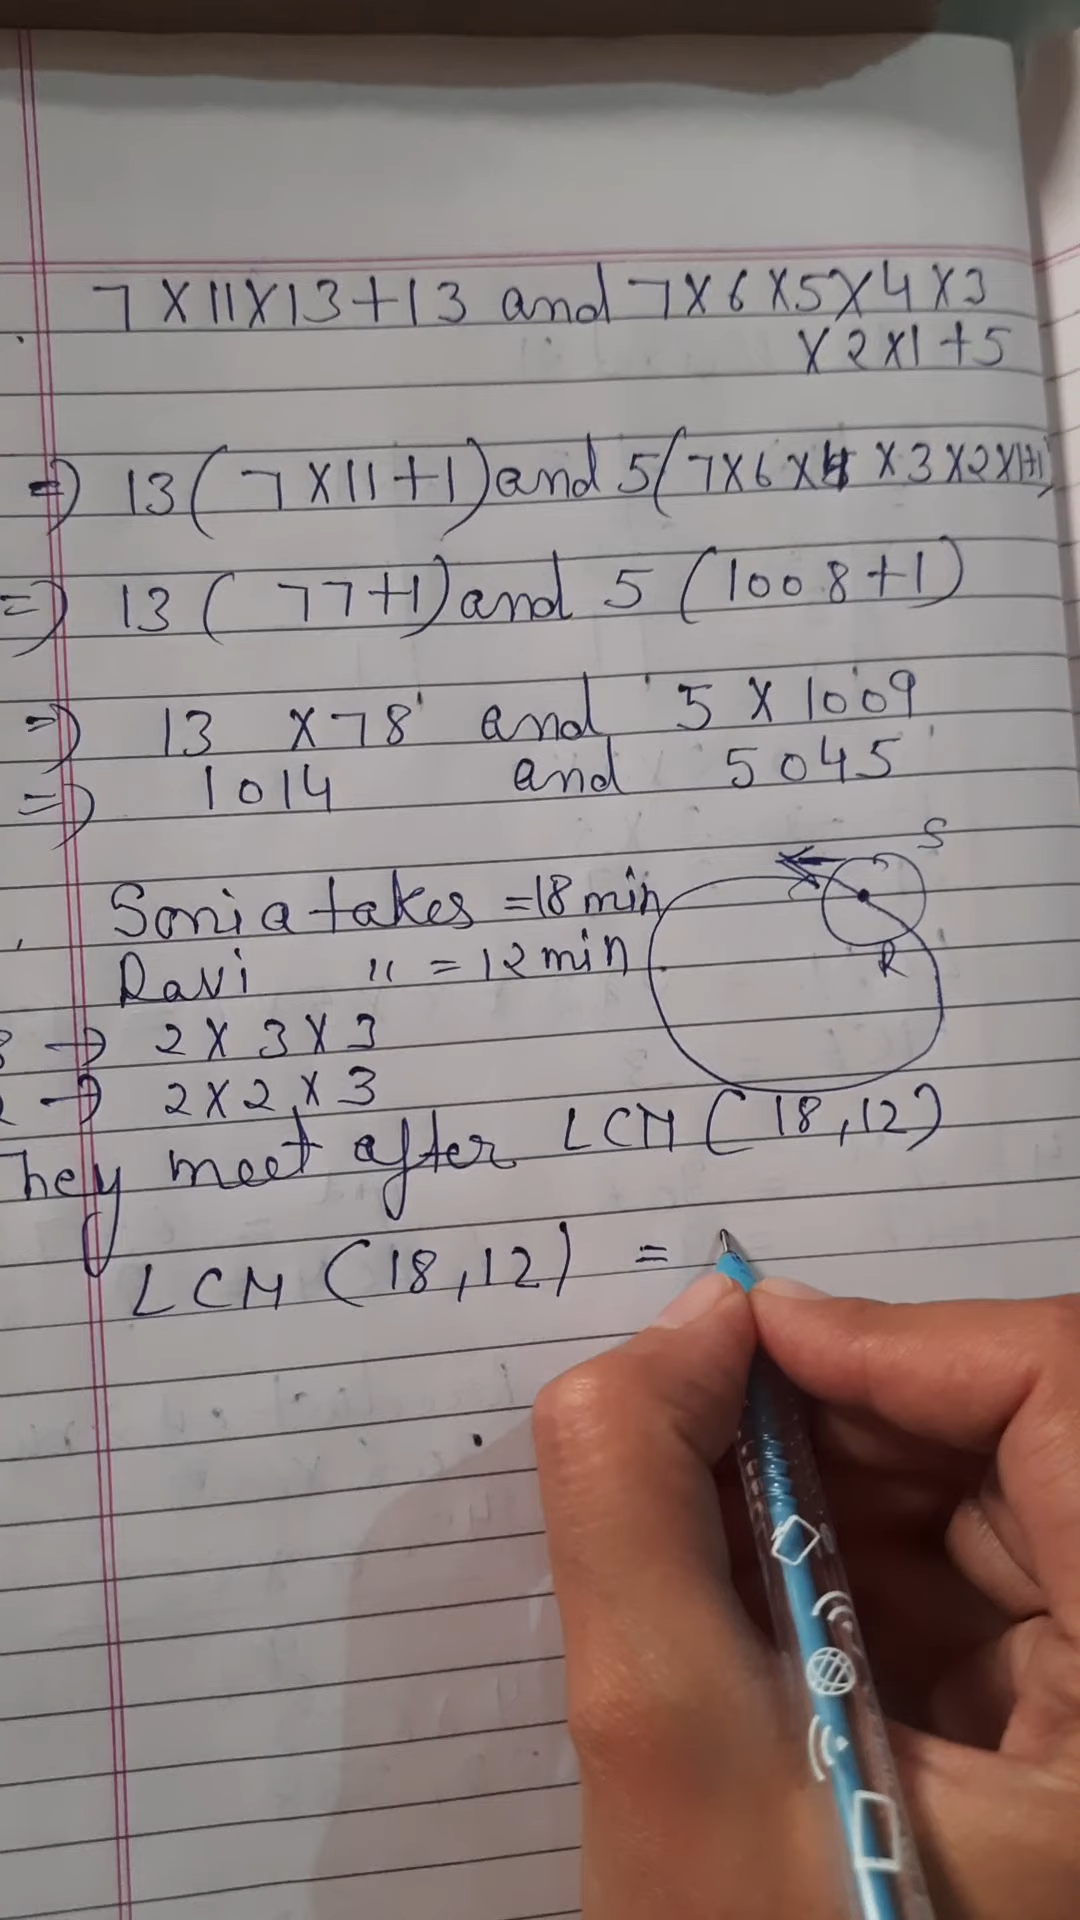 7 X 11 X 13 + 13 and 7 X 6 X 5 X 4 X 3
X 2 X 1 + 5
=> 13 ( 7 X 11 + 1 ) and 5 ( 7 X 6 X 4 X 3 X 2 X 1 + 1 )
=> 13 ( 77 + 1 ) and 5 ( 1008 + 1 )
=> 13 X 78 and 5 X 1009
=> 1014 and 5045
S
Sonia takes = 18 min
Ravi " = 12 min
R
→ 2 X 3 X 3
→ 2 X 2 X 3
They meet after LCM ( 18, 12 )
LCM ( 18, 12 ) =